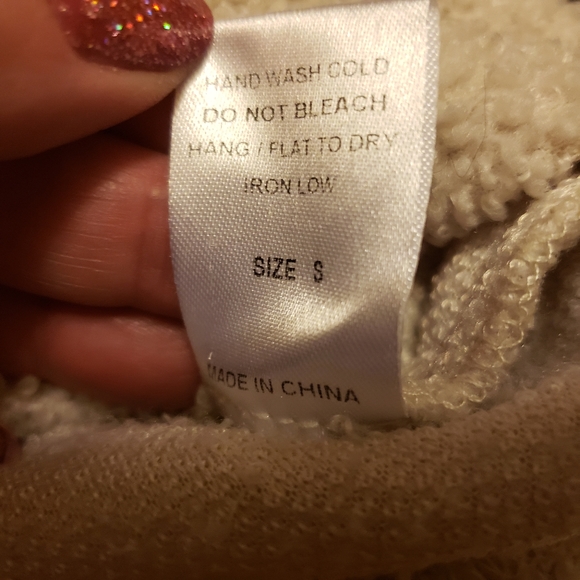 HAND WASH COLD
DO NOT BLEACH
HANG / FLAT TO DRY
IRON LOW
SIZE S
MADE IN CHINA